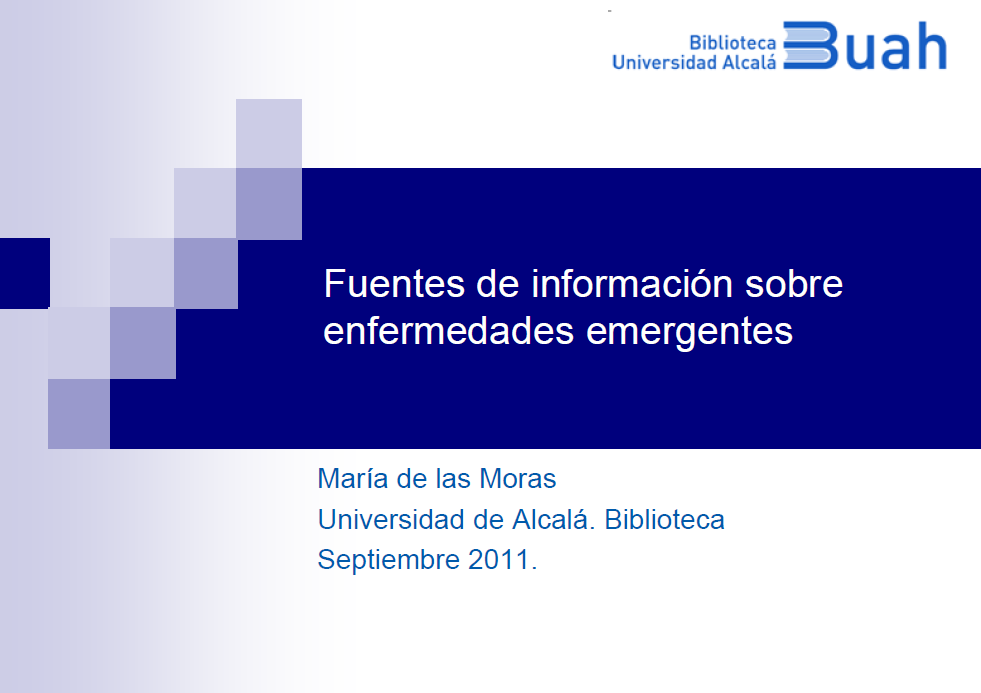 Biblioteca
Universidad Alcalá
Buah
Fuentes de información sobre
enfermedades emergentes
María de las Moras
Universidad de Alcalá. Biblioteca
Septiembre 2011.